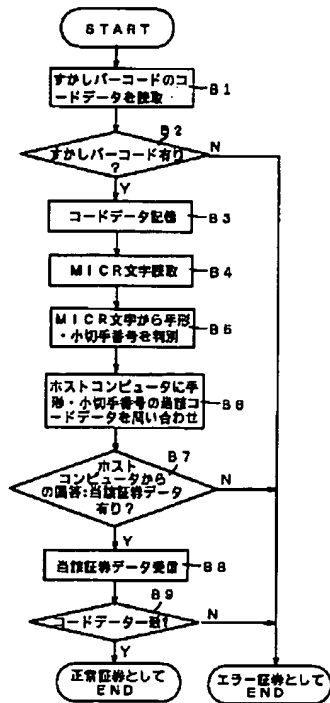 START
すかしバーコードのコ
ードデータを読取
B1
B2
すかしバーコード有り
?
N
Y
コードデータ記憶
B3
MICR文字読取
B4
MICR文字から手形
・小切手番号を判別
B5
ホストコンピュータに手
形・小切手番号の当該コ
ードデータを問い合わせ
B6
B7
ホスト
コンピュータから
の回答:当該証券データ
有り?
N
Y
当該証券データ受信
B8
B9
コードデータ一致?
N
Y
正常証券として
END
エラー証券として
END